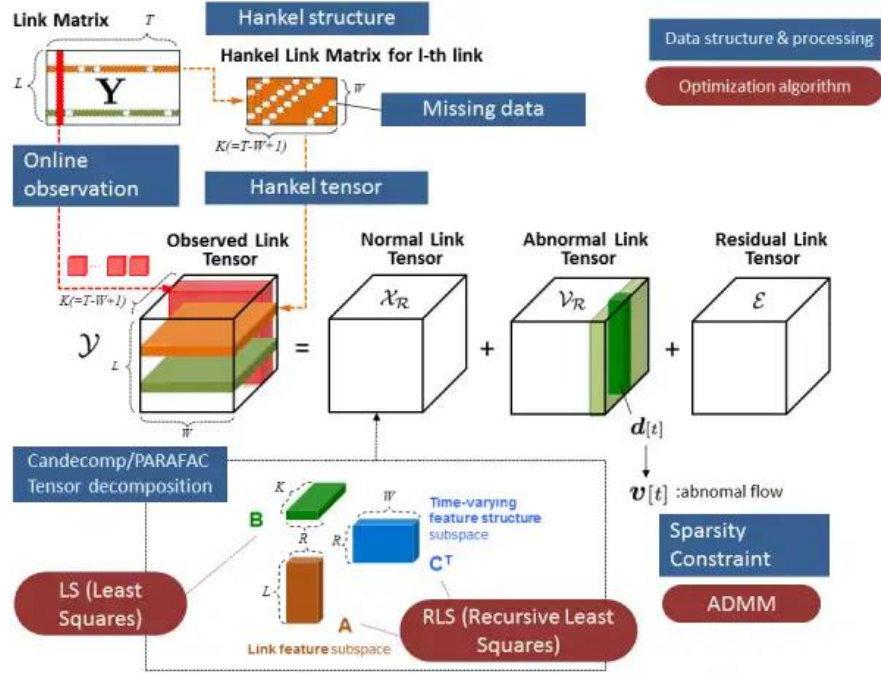 Link Matrix
T
Hankel structure
L
Y
Hankel Link Matrix for l-th link
W
Missing data
K(=T-W+1)
Data structure & processing
Optimization algorithm
Online
observation
Hankel tensor
Observed Link
Tensor
Normal Link
Tensor
Abnormal Link
Tensor
Residual Link
Tensor
K(=T-W+1)
𝒴
L
W
=
𝒳ℛ
+
𝒱ℛ
+
ℰ
d[t]
v[t] :abnomal flow
Candecomp/PARAFAC
Tensor decomposition
K
B
R
W
R
Time-varying
feature structure
subspace
Cᵀ
L
A
Link feature subspace
LS (Least
Squares)
RLS (Recursive Least
Squares)
Sparsity
Constraint
ADMM